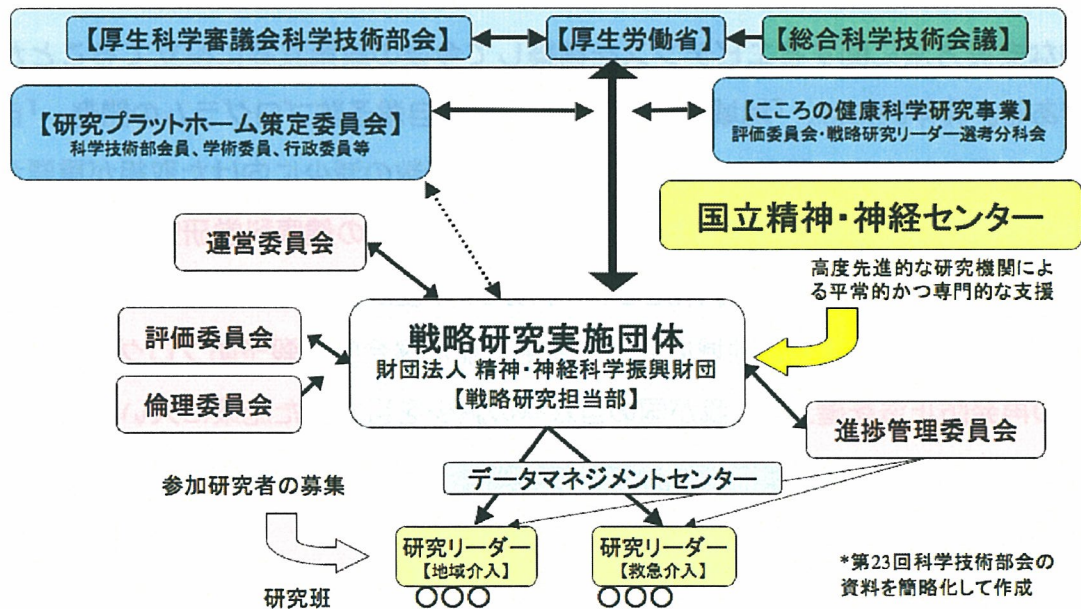 【厚生科学審議会科学技術部会】
【厚生労働省】
【総合科学技術会議】
【研究プラットホーム策定委員会】
科学技術部会員、学術委員、行政委員等
【こころの健康科学研究事業】
評価委員会・戦略研究リーダー選考分科会
国立精神・神経センター
運営委員会
高度先進的な研究機関によ
る平常的かつ専門的な支援
評価委員会
倫理委員会
戦略研究実施団体
財団法人 精神・神経科学振興財団
【戦略研究担当部】
進捗管理委員会
データマネジメントセンター
参加研究者の募集
研究リーダー
【地域介入】
研究リーダー
【救急介入】
研究班
*第23回科学技術部会の
資料を簡略化して作成